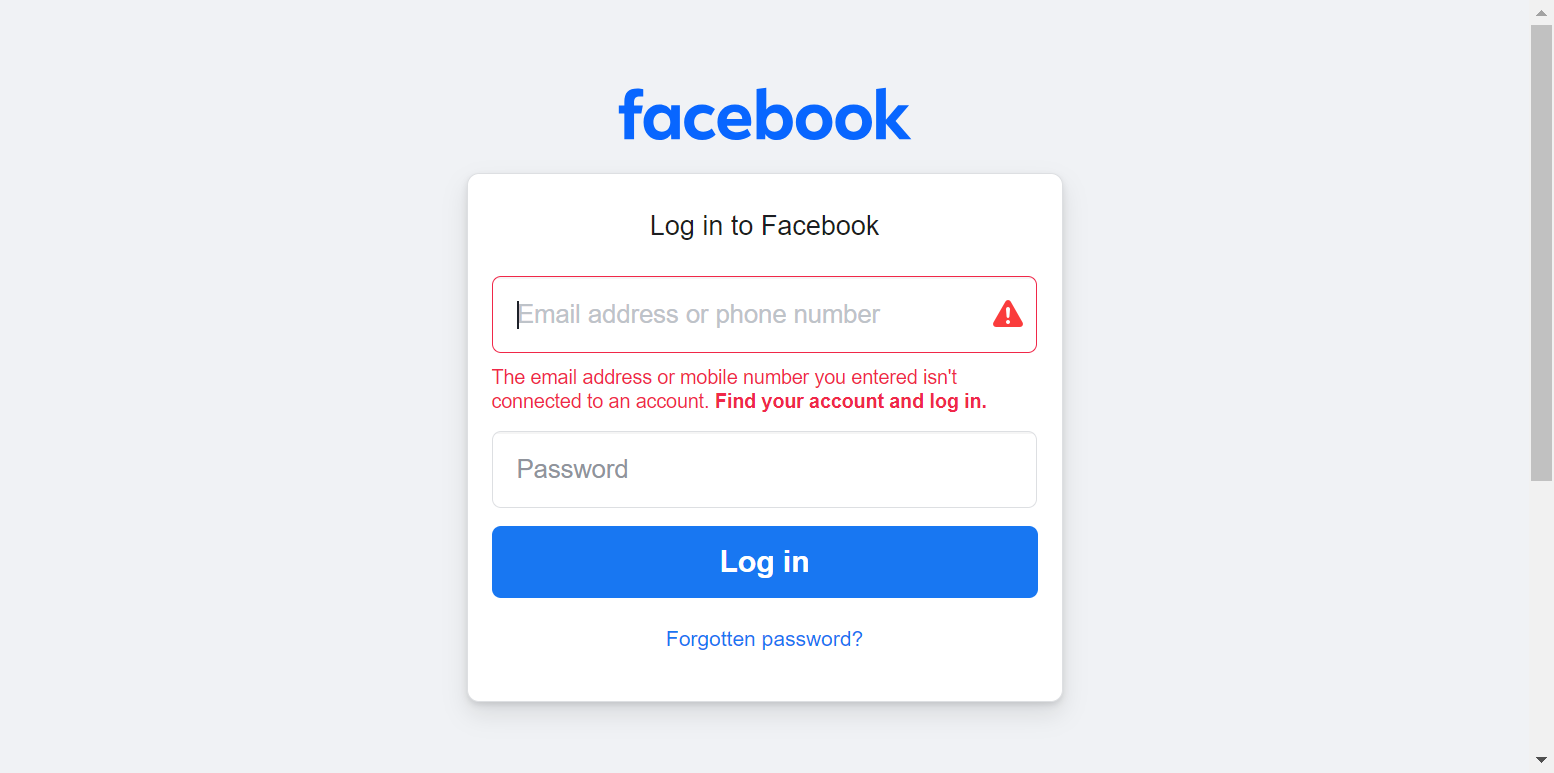 facebook
Log in to Facebook
Email address or phone number
The email address or mobile number you entered isn't
connected to an account. Find your account and log in.
Password
Log in
Forgotten password?